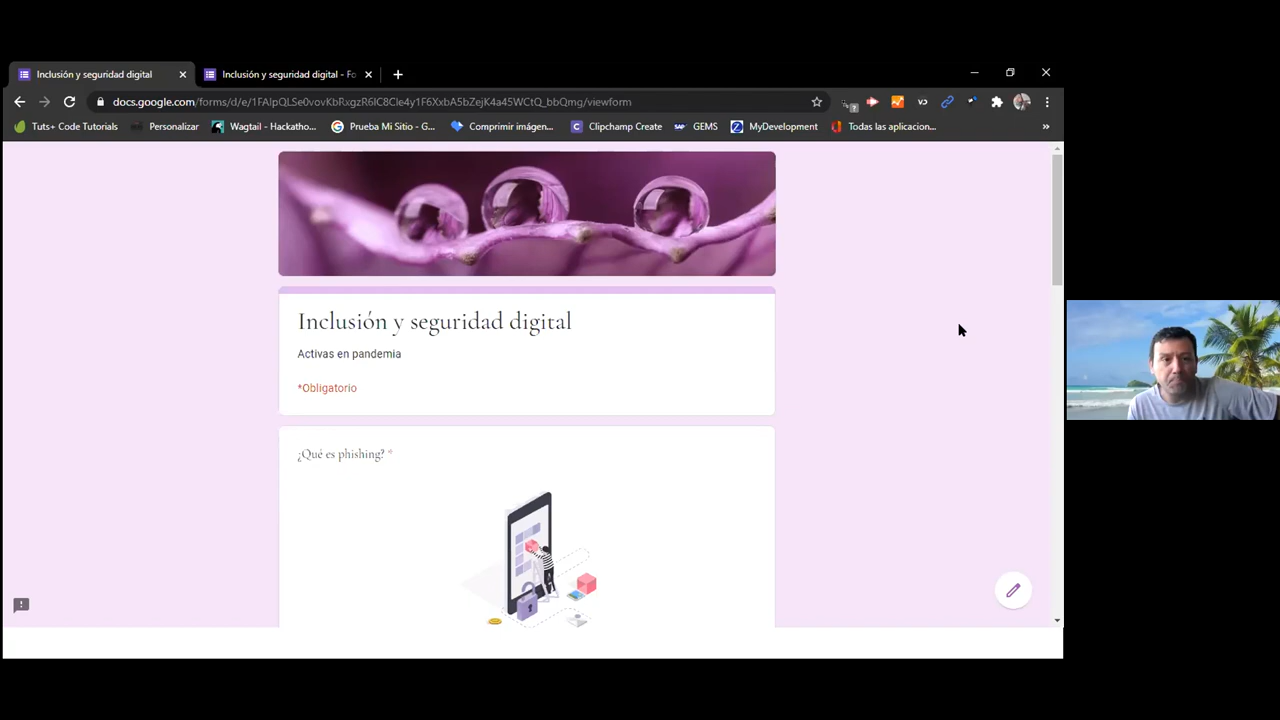 Inclusión y seguridad digital
Inclusión y seguridad digital - Fo
docs.google.com/forms/d/e/1FAIpQLSe0vovKbRxgzR6IC8Cle4y1F6XxbA5bZejK4a45WCtQ_bbQmg/viewform
Tuts+ Code Tutorials
Personalizar
Wagtail - Hackatho...
Prueba Mi Sitio - G...
Comprimir imágen...
Clipchamp Create
GEMS
MyDevelopment
Todas las aplicacion...
»
Inclusión y seguridad digital
Activas en pandemia
*Obligatorio
¿Qué es phishing? *